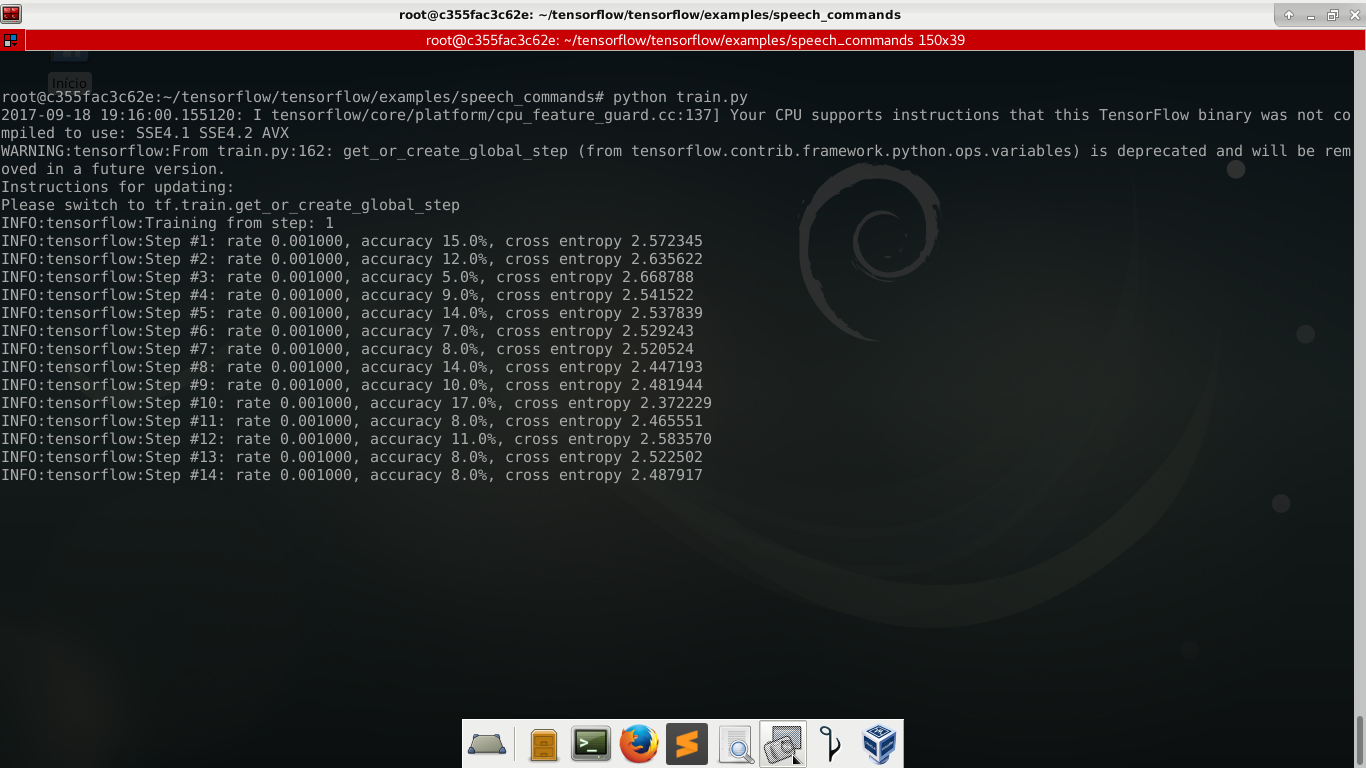 root@c355fac3c62e: ~/tensorflow/tensorflow/examples/speech_commands
root@c355fac3c62e: ~/tensorflow/tensorflow/examples/speech_commands 150x39
Início
root@c355fac3c62e:~/tensorflow/tensorflow/examples/speech_commands# python train.py
2017-09-18 19:16:00.155120: I tensorflow/core/platform/cpu_feature_guard.cc:137] Your CPU supports instructions that this TensorFlow binary was not co
mpiled to use: SSE4.1 SSE4.2 AVX
WARNING:tensorflow:From train.py:162: get_or_create_global_step (from tensorflow.contrib.framework.python.ops.variables) is deprecated and will be rem
oved in a future version.
Instructions for updating:
Please switch to tf.train.get_or_create_global_step
INFO:tensorflow:Training from step: 1
INFO:tensorflow:Step #1: rate 0.001000, accuracy 15.0%, cross entropy 2.572345
INFO:tensorflow:Step #2: rate 0.001000, accuracy 12.0%, cross entropy 2.635622
INFO:tensorflow:Step #3: rate 0.001000, accuracy 5.0%, cross entropy 2.668788
INFO:tensorflow:Step #4: rate 0.001000, accuracy 9.0%, cross entropy 2.541522
INFO:tensorflow:Step #5: rate 0.001000, accuracy 14.0%, cross entropy 2.537839
INFO:tensorflow:Step #6: rate 0.001000, accuracy 7.0%, cross entropy 2.529243
INFO:tensorflow:Step #7: rate 0.001000, accuracy 8.0%, cross entropy 2.520524
INFO:tensorflow:Step #8: rate 0.001000, accuracy 14.0%, cross entropy 2.447193
INFO:tensorflow:Step #9: rate 0.001000, accuracy 10.0%, cross entropy 2.481944
INFO:tensorflow:Step #10: rate 0.001000, accuracy 17.0%, cross entropy 2.372229
INFO:tensorflow:Step #11: rate 0.001000, accuracy 8.0%, cross entropy 2.465551
INFO:tensorflow:Step #12: rate 0.001000, accuracy 11.0%, cross entropy 2.583570
INFO:tensorflow:Step #13: rate 0.001000, accuracy 8.0%, cross entropy 2.522502
INFO:tensorflow:Step #14: rate 0.001000, accuracy 8.0%, cross entropy 2.487917